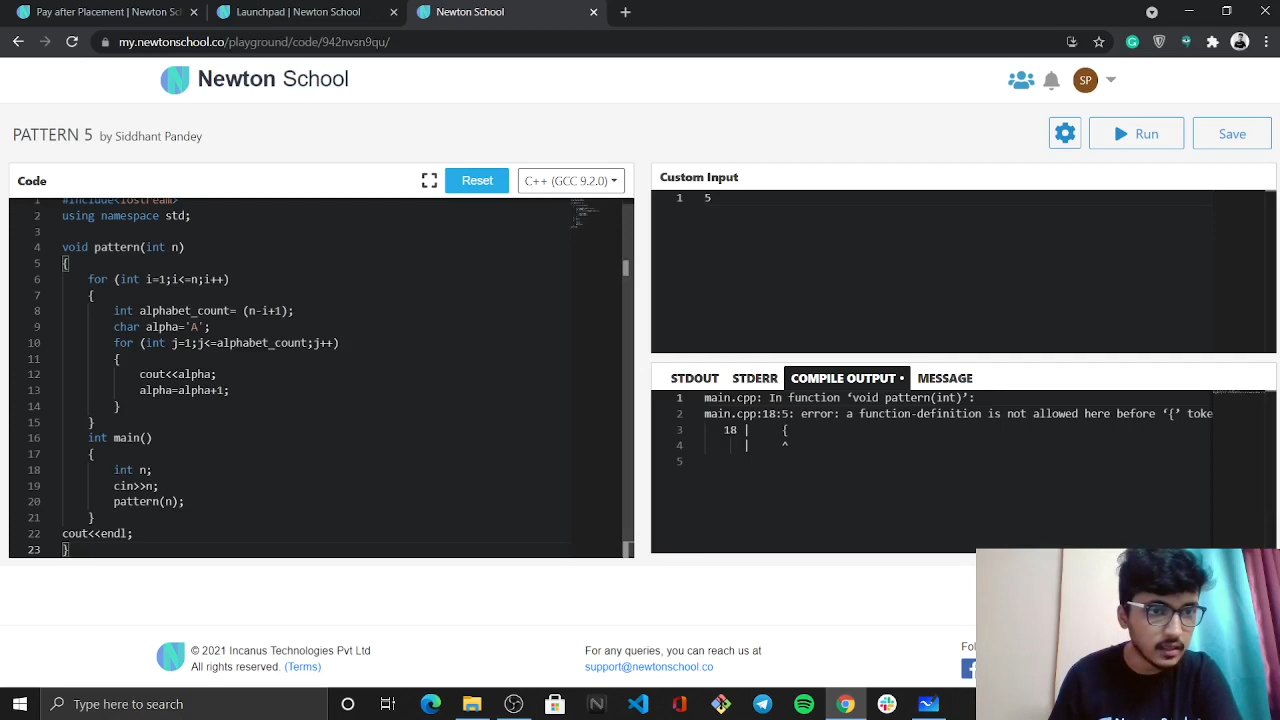 Pay after Placement | Newton Sc
Launchpad | Newton School
Newton School
my.newtonschool.co/playground/code/942nvsn9qu/
Newton School
SP
PATTERN 5 by Siddhant Pandey
Run
Save
Code
Reset
C++ (GCC 9.2.0)
#include<iostream>
2 using namespace std;
3
4 void pattern(int n)
5 {
6 for (int i=1;i<=n;i++)
7 {
8 int alphabet_count= (n-i+1);
9 char alpha='A';
10 for (int j=1;j<=alphabet_count;j++)
11 {
12 cout<<alpha;
13 alpha=alpha+1;
14 }
15 }
16 int main()
17 {
18 int n;
19 cin>>n;
20 pattern(n);
21 }
22 cout<<endl;
23 }
Custom Input
1 5
STDOUT STDERR COMPILE OUTPUT • MESSAGE
1 main.cpp: In function ‘void pattern(int)’:
2 main.cpp:18:5: error: a function-definition is not allowed here before ‘{’ toke
3 18 | {
4 | ^
5
© 2021 Incanus Technologies Pvt Ltd
All rights reserved. (Terms)
For any queries, you can reach us at
support@newtonschool.co
Fol
Type here to search